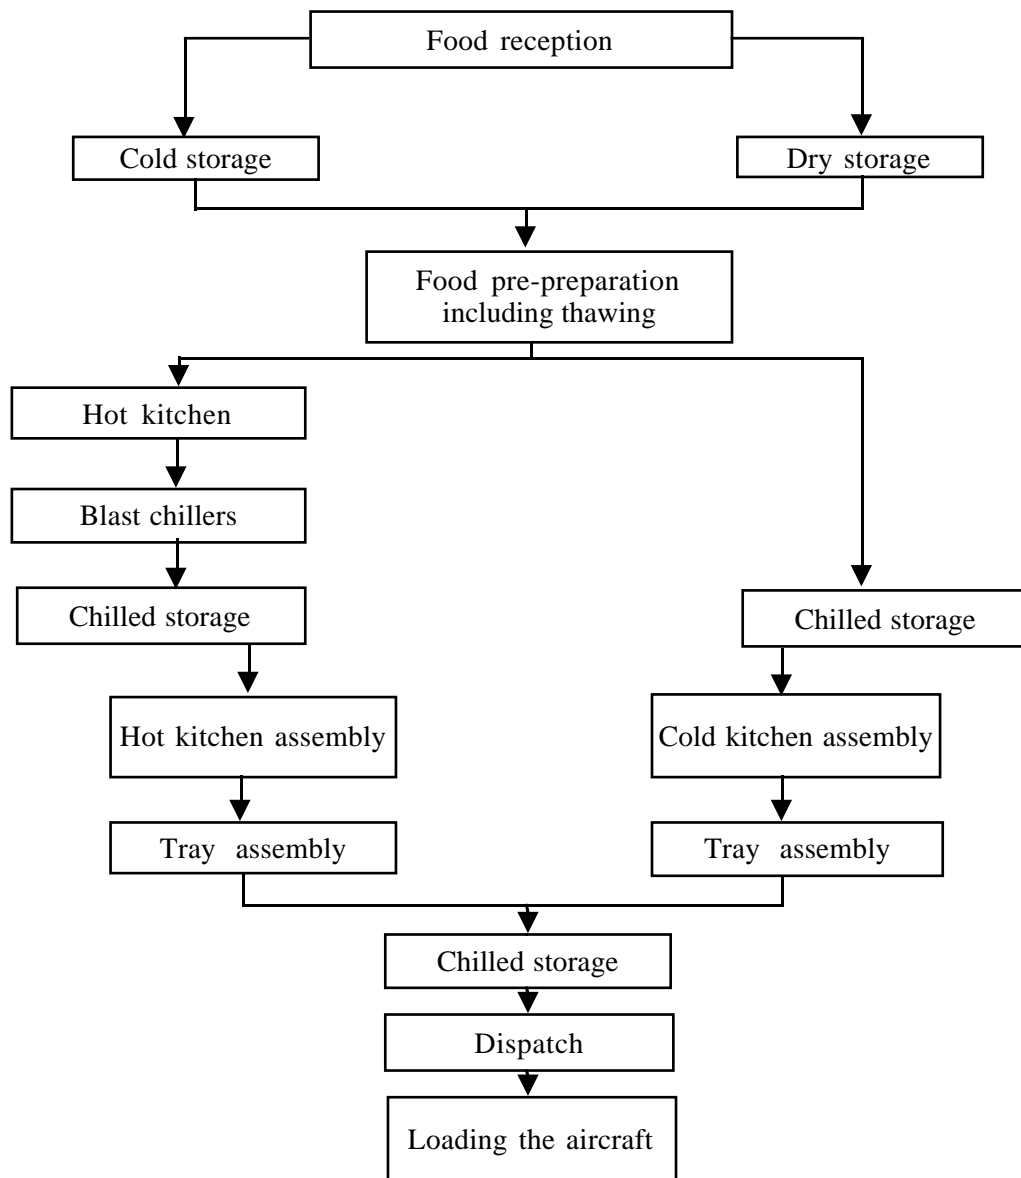 Food reception
Cold storage
Dry storage
Food pre-preparation
including thawing
Hot kitchen
Blast chillers
Chilled storage
Chilled storage
Hot kitchen assembly
Cold kitchen assembly
Tray assembly
Tray assembly
Chilled storage
Dispatch
Loading the aircraft